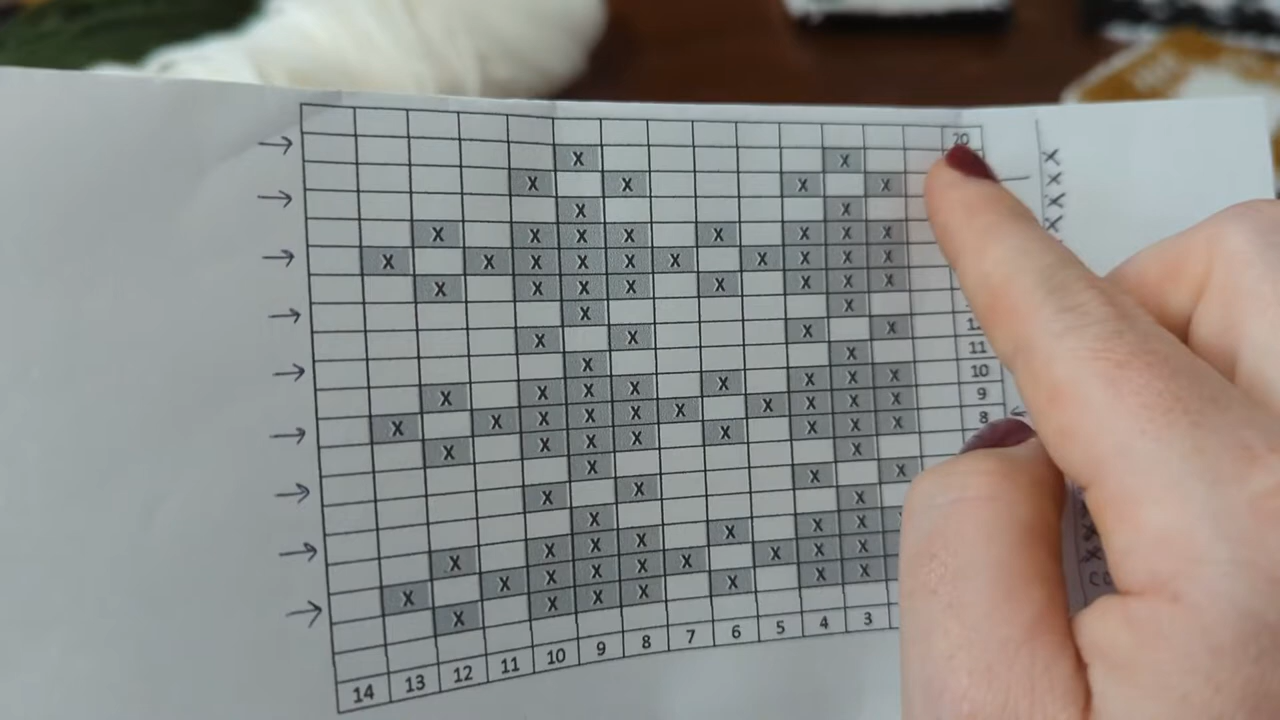 20
X X
X X X X
X X
X X X X X X X X
X X X X X X X X X X
X X X X X X X X
X X
X X X X 12
X X 11
X X X X X X X X 10
X X X X X X X X X X 9
X X X X X X X X 8
X X
X X X X
X X
X X X X X X X
X X X X X X X X X
X X X X X X X
14 13 12 11 10 9 8 7 6 5 4 3
X X X X